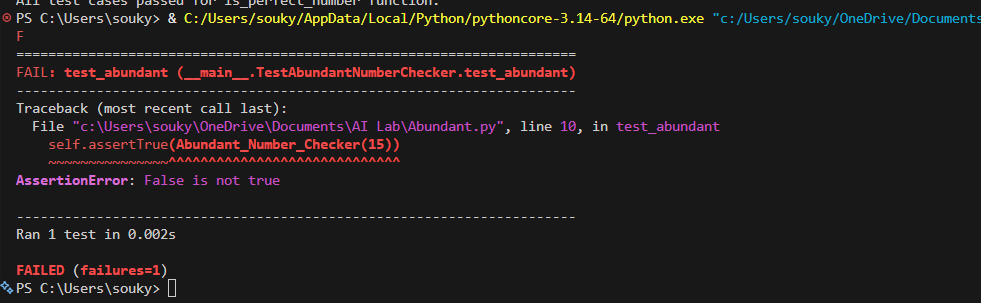 All test cases passed for is_perfect_number function.
PS C:\Users\souky> & C:/Users/souky/AppData/Local/Python/pythoncore-3.14-64/python.exe "c:/Users/souky/OneDrive/Documents
F
======================================================================
FAIL: test_abundant (__main__.TestAbundantNumberChecker.test_abundant)
----------------------------------------------------------------------
Traceback (most recent call last):
  File "c:\Users\souky\OneDrive\Documents\AI Lab\Abundant.py", line 10, in test_abundant
    self.assertTrue(Abundant_Number_Checker(15))
    ~~~~~~~~~~~~~~~^^^^^^^^^^^^^^^^^^^^^^^^^^^^^
AssertionError: False is not true

----------------------------------------------------------------------
Ran 1 test in 0.002s

FAILED (failures=1)
PS C:\Users\souky>